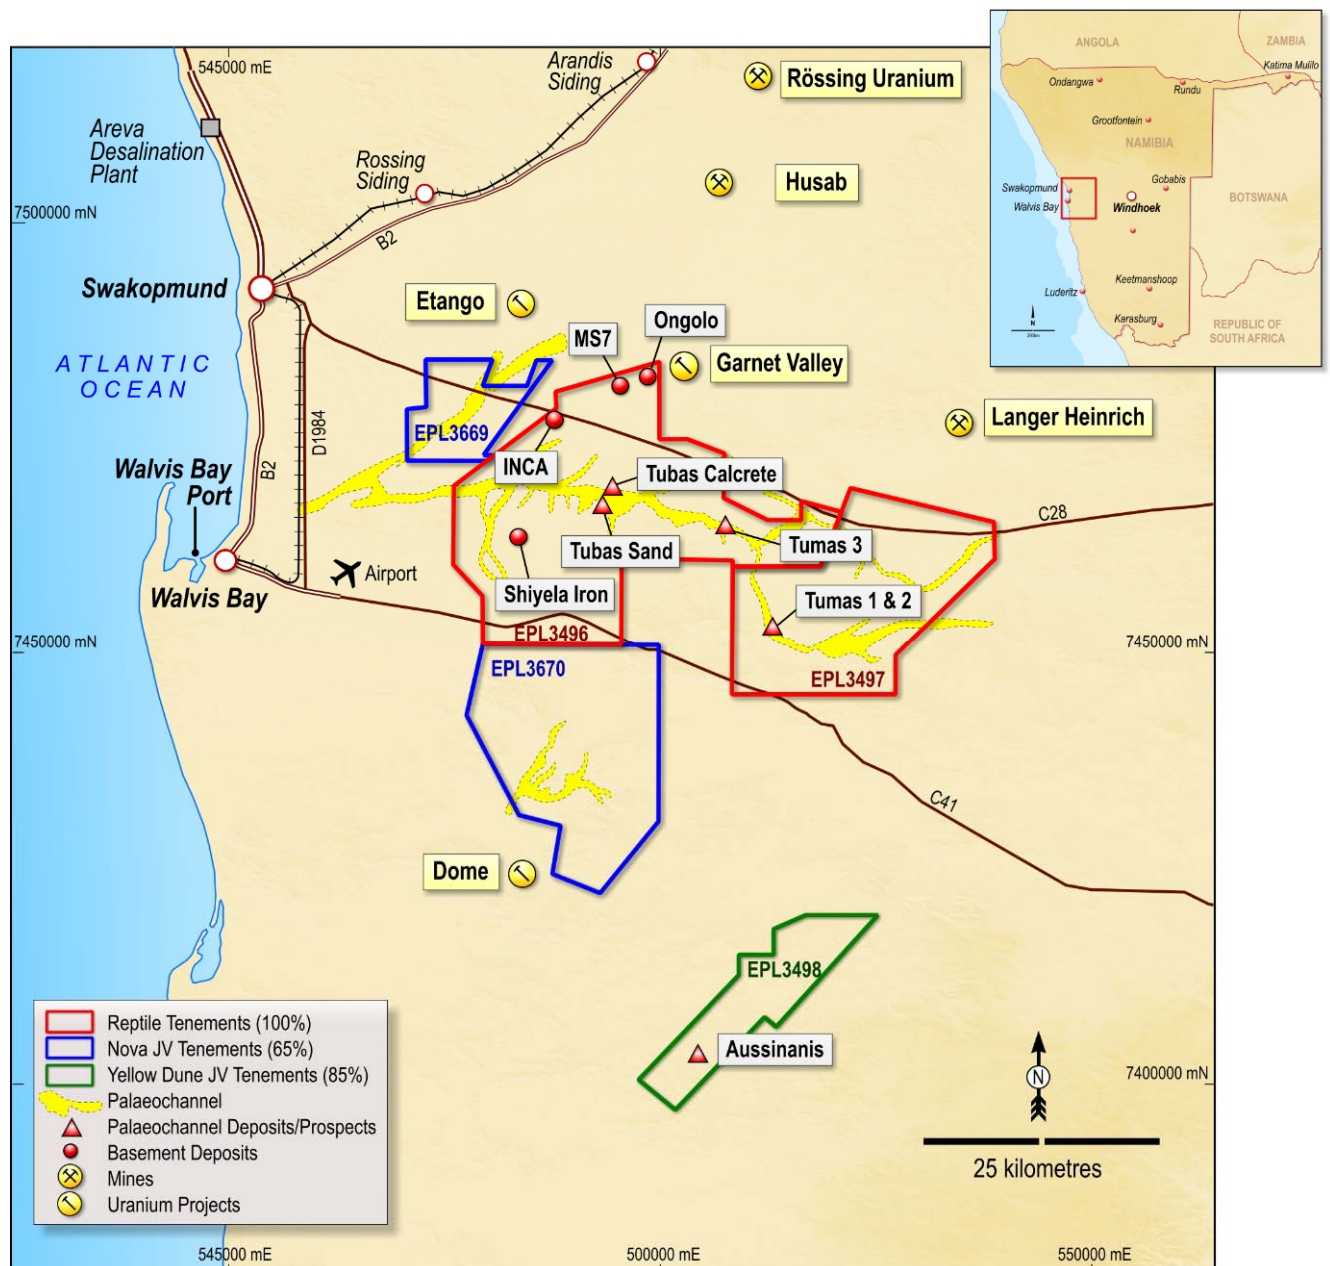 ANGOLA
ZAMBIA
Katima Mulilo
Ondangwa
Rundu
Grootfontein
NAMIBIA
Gobabis
Swakopmund
BOTSWANA
Walvis Bay
Windhoek
Keetmanshoop
Luderitz
Karasburg
REPUBLIC OF
SOUTH AFRICA
N
200km
545000 mE
Arandis
Siding
Rössing Uranium
Areva
Desalination
Plant
Rossing
Siding
Husab
7500000 mN
B2
Swakopmund
Etango
Ongolo
MS7
Garnet Valley
ATLANTIC
OCEAN
D1984
Langer Heinrich
EPL3669
B2
INCA
Tubas Calcrete
Walvis Bay
Port
C28
Tubas Sand
Tumas 3
Airport
Walvis Bay
Shiyela Iron
Tumas 1 & 2
EPL3496
7450000 mN
7450000 mN
EPL3670
EPL3497
C41
Dome
EPL3498
Aussinanis
Reptile Tenements (100%)
Nova JV Tenements (65%)
Yellow Dune JV Tenements (85%)
Palaeochannel
Palaeochannel Deposits/Prospects
Basement Deposits
Mines
Uranium Projects
N
7400000 mN
25 kilometres
545000 mE
500000 mE
550000 mE